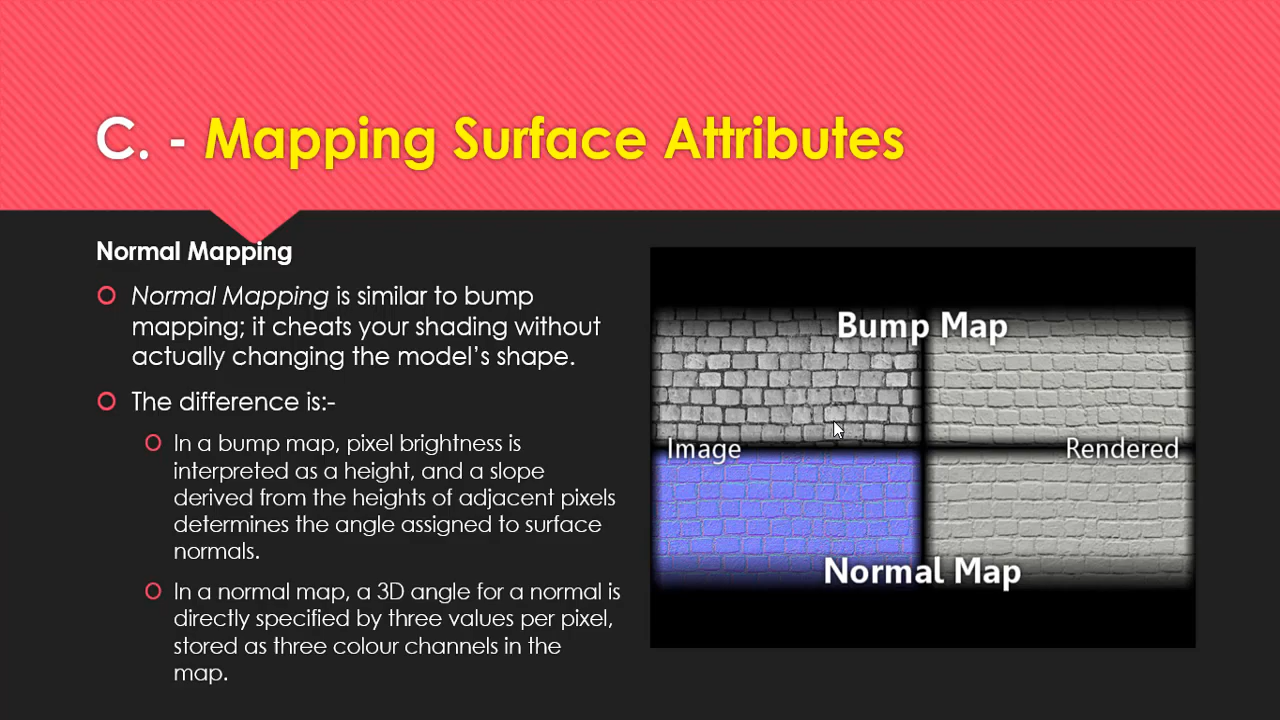 C. - Mapping Surface Attributes
Normal Mapping
Normal Mapping is similar to bump
mapping; it cheats your shading without
actually changing the model's shape.
The difference is:-
In a bump map, pixel brightness is
interpreted as a height, and a slope
derived from the heights of adjacent pixels
determines the angle assigned to surface
normals.
In a normal map, a 3D angle for a normal is
directly specified by three values per pixel,
stored as three colour channels in the
map.
Bump Map
Image
Rendered
Normal Map